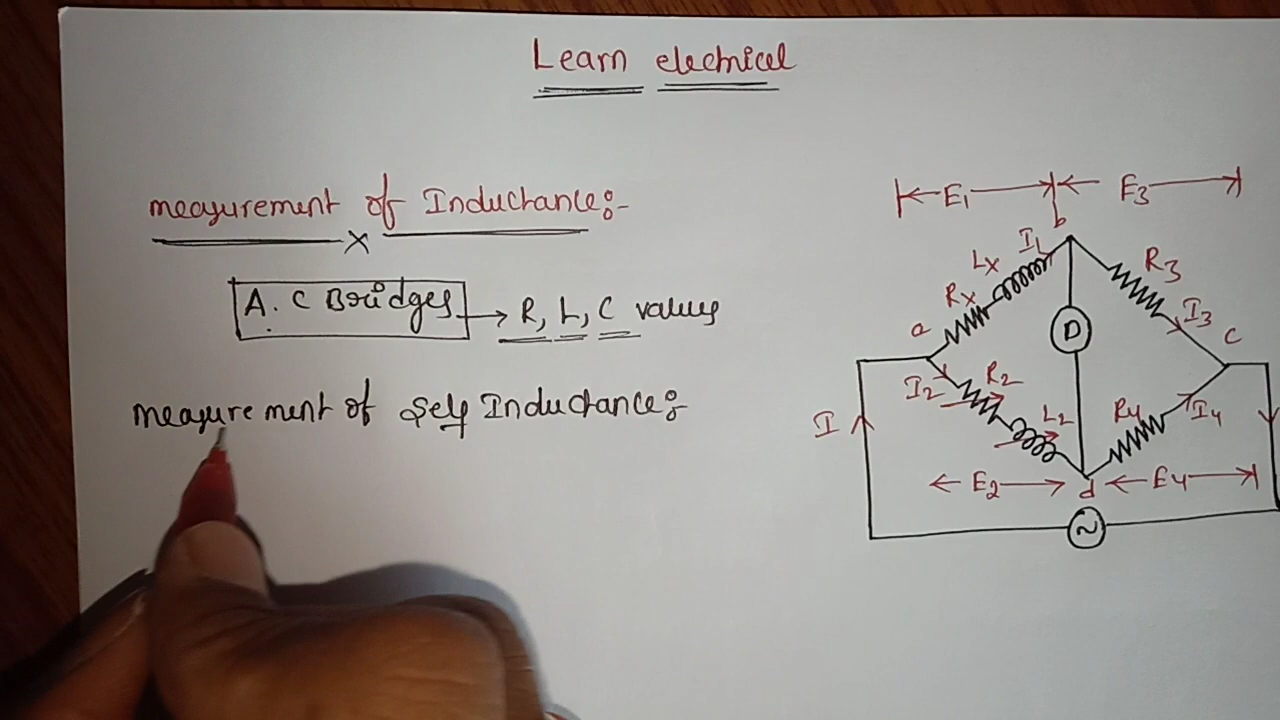 Learn electrical
measurement of Inductance:-
A.C Bridges → R, L, C values
measurement of self Inductance:
E1 E3
b
Lx I1
Rx R3
a I3 c
D
I2 R2
L2 R4 I4
I
E2 d E4
~